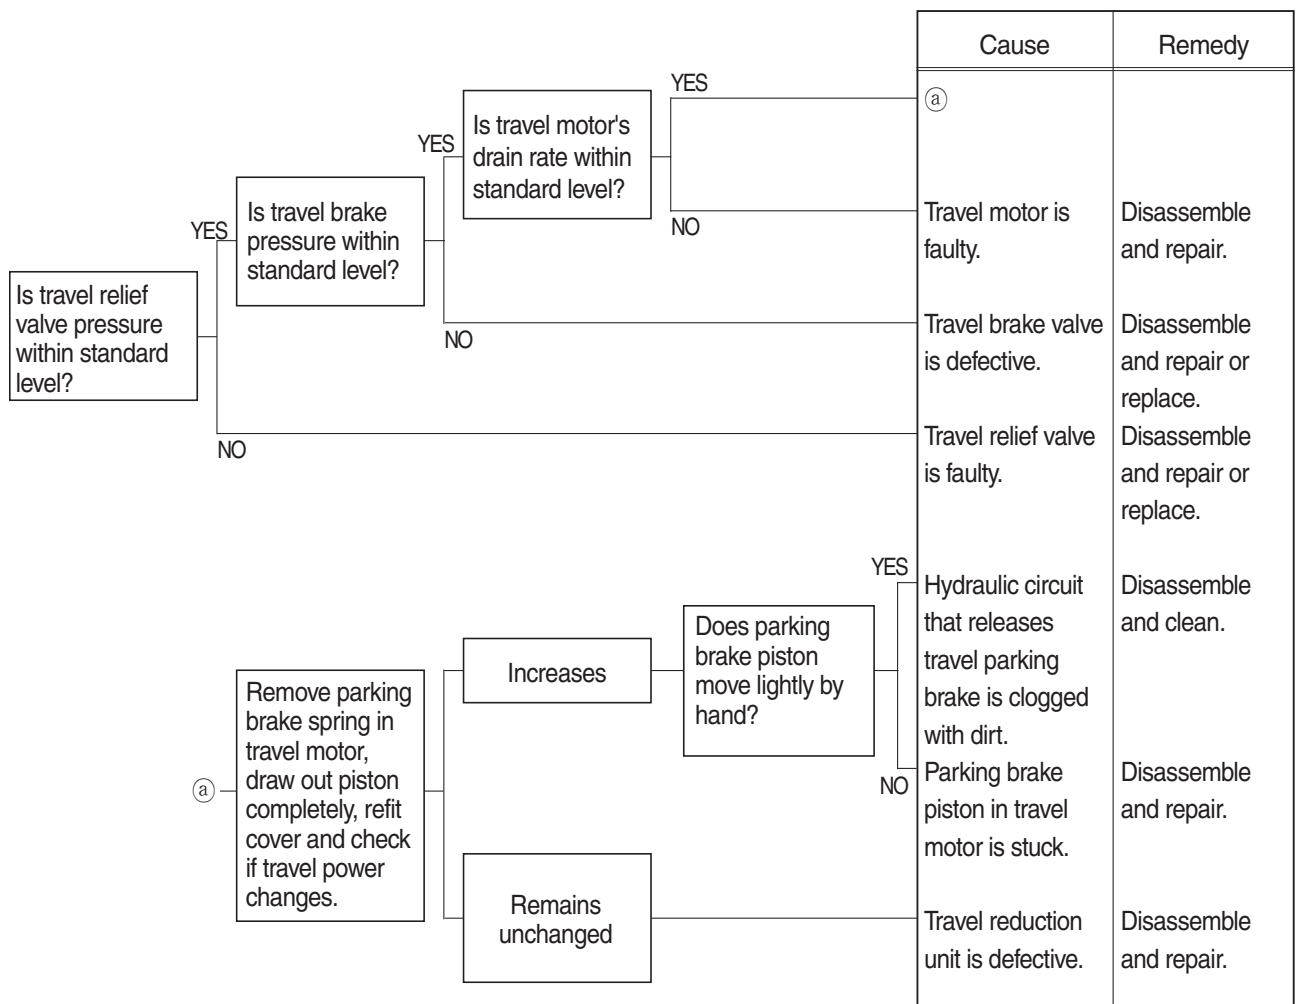 Cause
Remedy
YES
ⓐ
Is travel motor's
drain rate within
standard level?
YES
NO
Travel motor is
faulty.
Disassemble
and repair.
Is travel brake
pressure within
standard level?
YES
NO
Travel brake valve
is defective.
Disassemble
and repair or
replace.
Is travel relief
valve pressure
within standard
level?
NO
Travel relief valve
is faulty.
Disassemble
and repair or
replace.
YES
Hydraulic circuit
that releases
travel parking
brake is clogged
with dirt.
Disassemble
and clean.
Does parking
brake piston
move lightly by
hand?
Increases
ⓐ
Remove parking
brake spring in
travel motor,
draw out piston
completely, refit
cover and check
if travel power
changes.
NO
Parking brake
piston in travel
motor is stuck.
Disassemble
and repair.
Remains
unchanged
Travel reduction
unit is defective.
Disassemble
and repair.